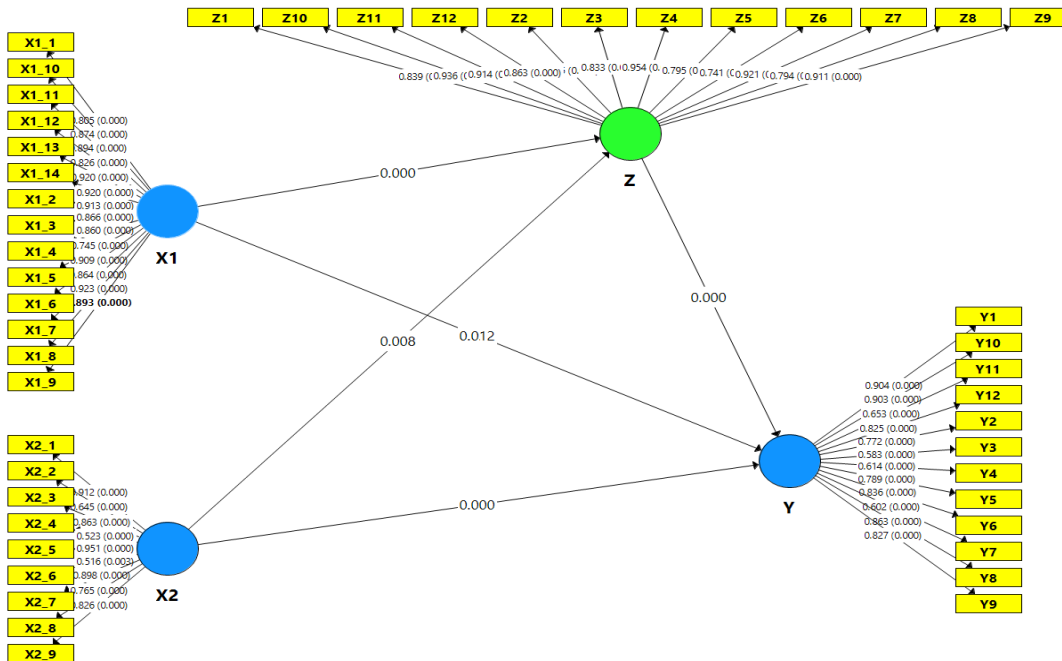 Z1 Z10 Z11 Z12 Z2 Z3 Z4 Z5 Z6 Z7 Z8 Z9
0.839 0.936 0.914 0.863 (0.000) 0.833 0.954 0.795 0.741 0.921 0.794 0.911 (0.000)
Z
X1_1
X1_10
X1_11
X1_12
X1_13
X1_14
X1_2
X1_3
X1_4
X1_5
X1_6
X1_7
X1_8
X1_9
0.805 (0.000)
0.874 (0.000)
0.894 (0.000)
0.826 (0.000)
0.920 (0.000)
0.920 (0.000)
0.913 (0.000)
0.866 (0.000)
0.860 (0.000)
0.745 (0.000)
0.909 (0.000)
0.864 (0.000)
0.923 (0.000)
.893 (0.000)
X1
0.000
0.012
0.008
0.000
0.000
X2_1
X2_2
X2_3
X2_4
X2_5
X2_6
X2_7
X2_8
X2_9
0.912 (0.000)
0.645 (0.000)
0.863 (0.000)
0.523 (0.000)
0.951 (0.000)
0.516 (0.003)
0.898 (0.000)
0.765 (0.000)
0.826 (0.000)
X2
Y
0.904 (0.000)
0.903 (0.000)
0.653 (0.000)
0.825 (0.000)
0.772 (0.000)
0.583 (0.000)
0.614 (0.000)
0.789 (0.000)
0.836 (0.000)
0.602 (0.000)
0.863 (0.000)
0.827 (0.000)
Y1
Y10
Y11
Y12
Y2
Y3
Y4
Y5
Y6
Y7
Y8
Y9